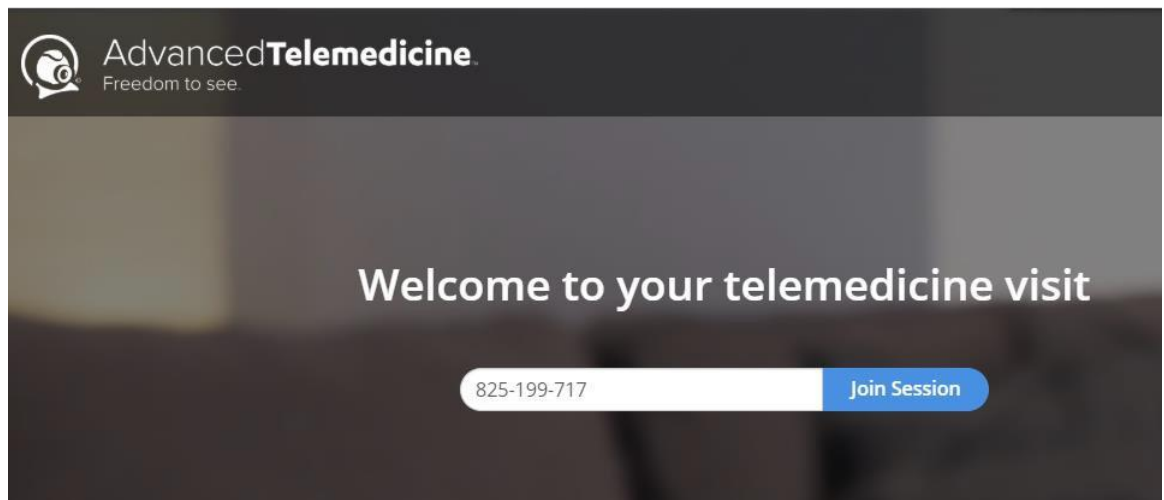 AdvancedTelemedicine
Freedom to see.
Welcome to your telemedicine visit
825-199-717
Join Session